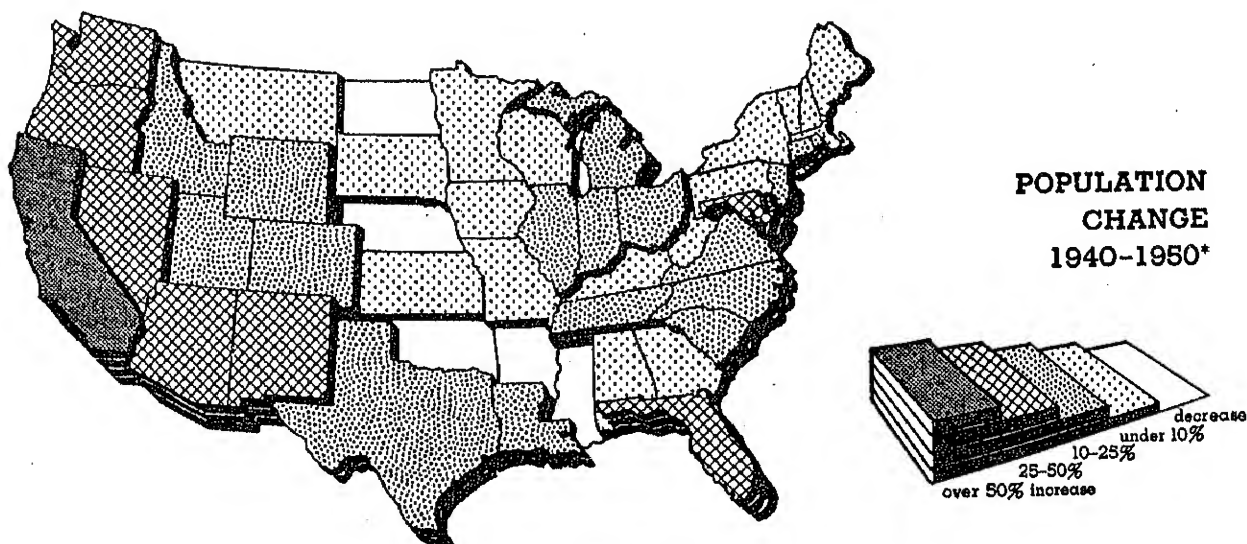 POPULATION
CHANGE
1940-1950*
decrease
under 10%
10-25%
25-50%
over 50% increase